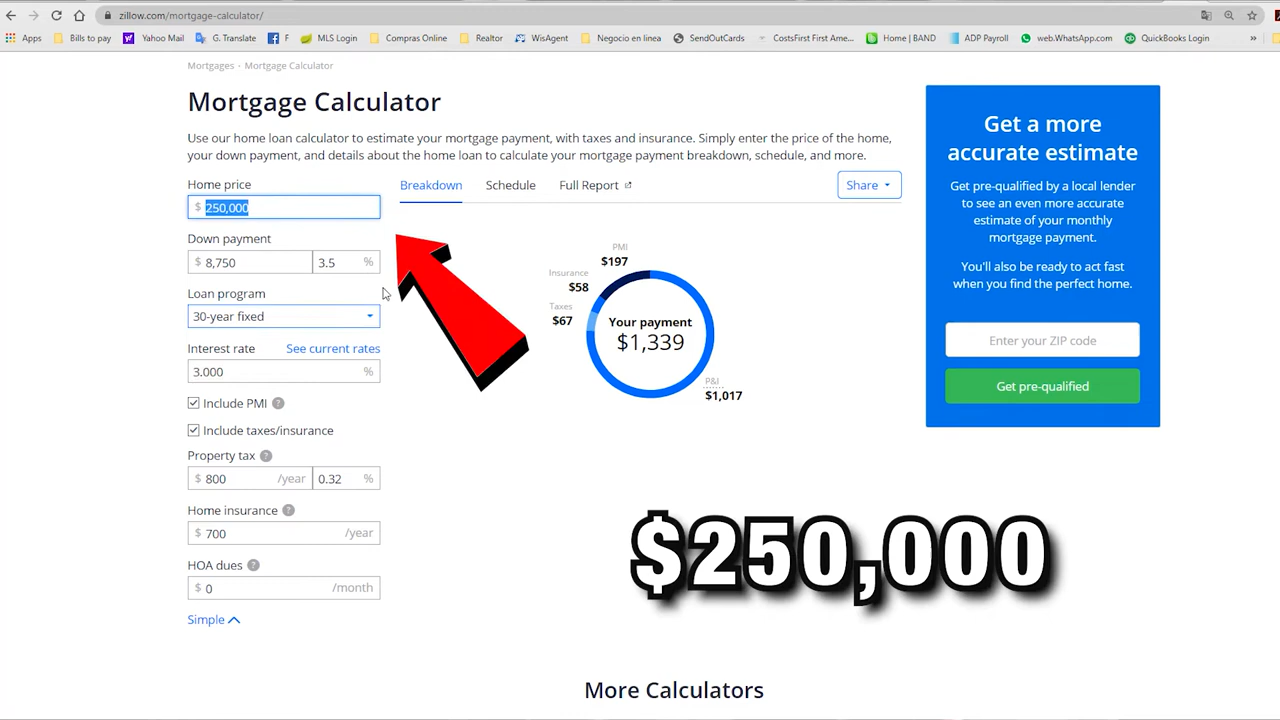 zillow.com/mortgage-calculator/
Apps Bills to pay Yahoo Mail G. Translate F MLS Login Compras Online Realtor WisAgent Negocio en linea SendOutCards CostsFirst First Ame... Home | BAND ADP Payroll web.WhatsApp.com QuickBooks Login »
Mortgages · Mortgage Calculator
Mortgage Calculator
Use our home loan calculator to estimate your mortgage payment, with taxes and insurance. Simply enter the price of the home,
your down payment, and details about the home loan to calculate your mortgage payment breakdown, schedule, and more.
Home price
$ 250,000
Down payment
$ 8,750 3.5 %
Loan program
30-year fixed
Interest rate See current rates
3.000 %
Include PMI ?
Include taxes/insurance
Property tax ?
$ 800 /year 0.32 %
Home insurance ?
$ 700 /year
HOA dues ?
$ 0 /month
Simple
Breakdown Schedule Full Report
Share
PMI
$197
Insurance
$58
Taxes
$67
Your payment
$1,339
P&I
$1,017
Get a more
accurate estimate
Get pre-qualified by a local lender
to see an even more accurate
estimate of your monthly
mortgage payment.
You'll also be ready to act fast
when you find the perfect home.
Enter your ZIP code
Get pre-qualified
$250,000
More Calculators